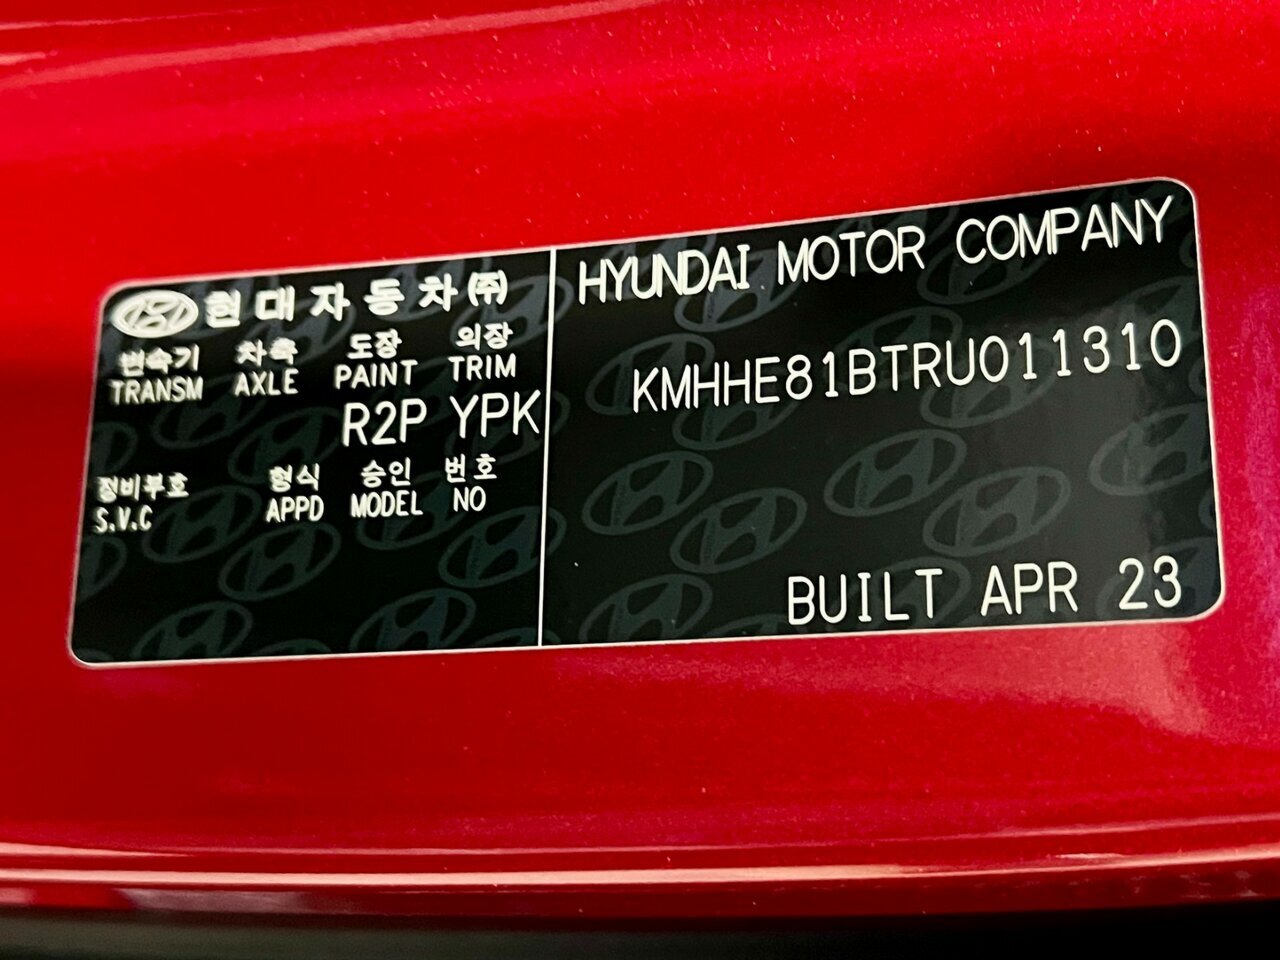 현대자동차㈜
변속기 차축 도장 의장
TRANSM AXLE PAINT TRIM
R2P YPK
정비부호 형식 승인 번호
S.V.C APPD MODEL NO
HYUNDAI MOTOR COMPANY
KMHHE81BTRU011310
BUILT APR 23